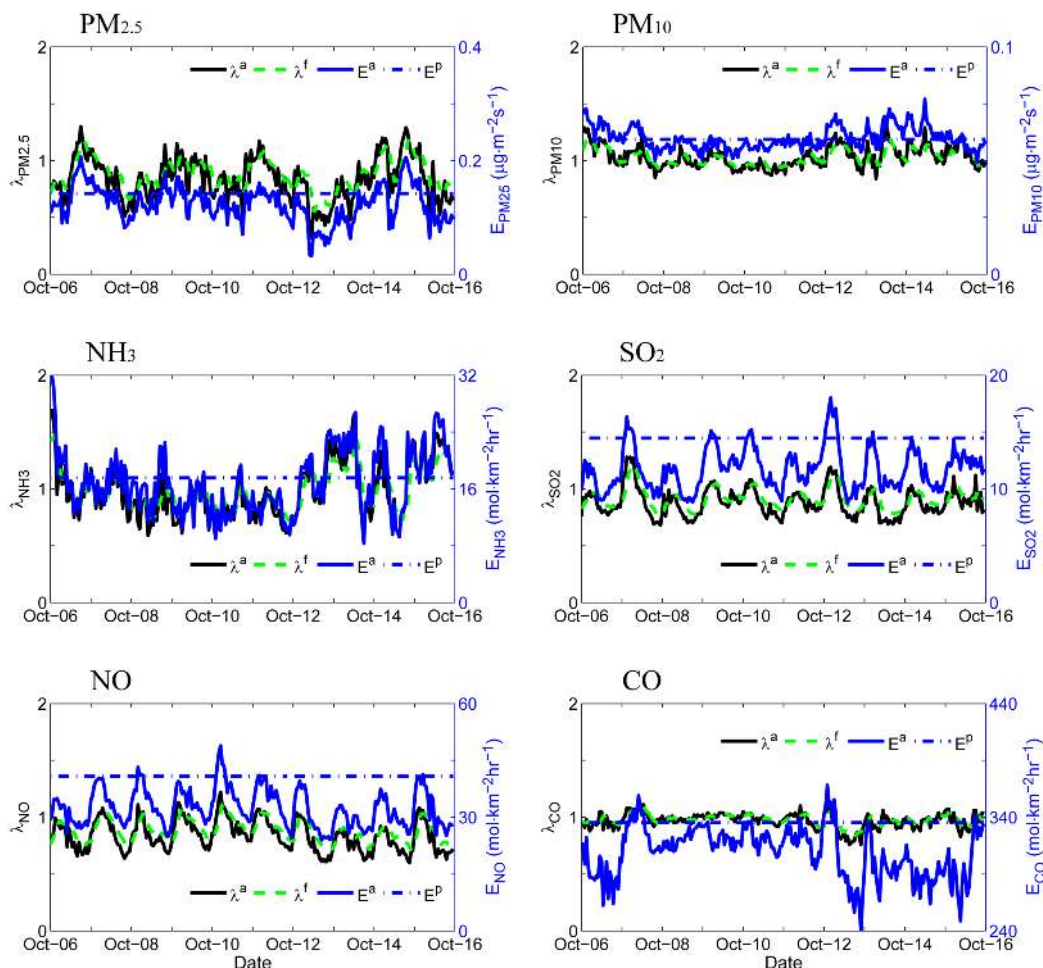 PM2.5
2
0.4
λᵃ λᶠ Eᵃ Eᵖ
1
0.2
0
0
λPM2.5
EPM25 (μg·m−2s−1)
Oct−06 Oct−08 Oct−10 Oct−12 Oct−14 Oct−16
PM10
2
0.1
λᵃ λᶠ Eᵃ Eᵖ
1
0.05
0
0
λPM10
EPM10 (μg·m−2s−1)
Oct−06 Oct−08 Oct−10 Oct−12 Oct−14 Oct−16
NH3
2
32
1
16
λNH3
ENH3 (mol·km−2hr−1)
λᵃ λᶠ Eᵃ Eᵖ
0
0
Oct−06 Oct−08 Oct−10 Oct−12 Oct−14 Oct−16
SO2
2
20
1
10
λSO2
ESO2 (mol·km−2hr−1)
λᵃ λᶠ Eᵃ Eᵖ
0
0
Oct−06 Oct−08 Oct−10 Oct−12 Oct−14 Oct−16
NO
2
60
1
30
λNO
ENO (mol·km−2hr−1)
λᵃ λᶠ Eᵃ Eᵖ
0
0
Oct−06 Oct−08 Oct−10 Oct−12 Oct−14 Oct−16
Date
CO
2
440
λᵃ λᶠ Eᵃ Eᵖ
1
340
λCO
ECO (mol·km−2hr−1)
0
240
Oct−06 Oct−08 Oct−10 Oct−12 Oct−14 Oct−16
Date